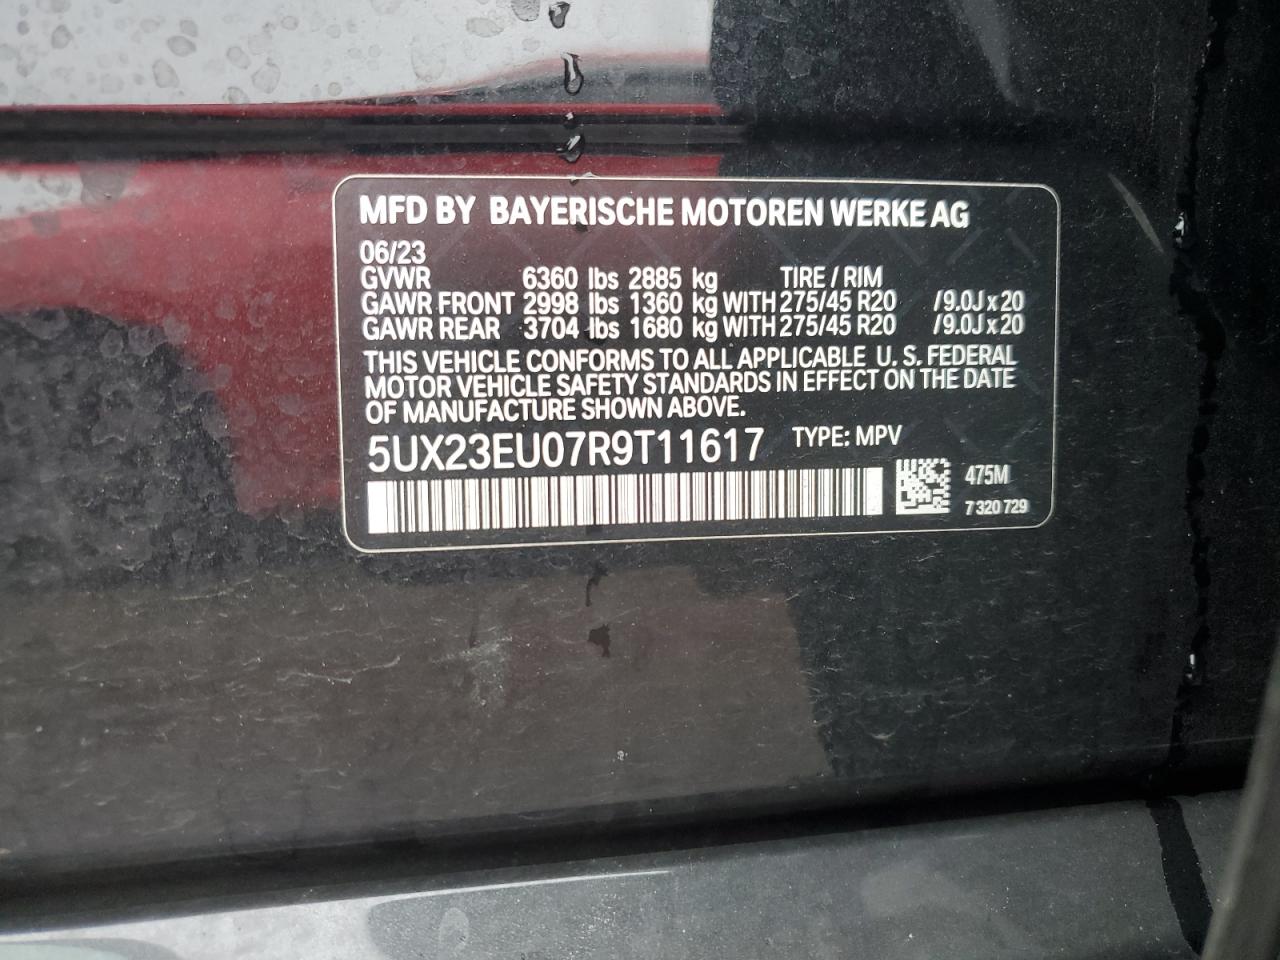 MFD BY BAYERISCHE MOTOREN WERKE AG
06/23
GVWR 6360 lbs 2885 kg TIRE / RIM
GAWR FRONT 2998 lbs 1360 kg WITH 275/45 R20 /9.0J x 20
GAWR REAR 3704 lbs 1680 kg WITH 275/45 R20 /9.0J x 20
THIS VEHICLE CONFORMS TO ALL APPLICABLE U. S. FEDERAL
MOTOR VEHICLE SAFETY STANDARDS IN EFFECT ON THE DATE
OF MANUFACTURE SHOWN ABOVE.
5UX23EU07R9T11617 TYPE: MPV
475M
7 320 729